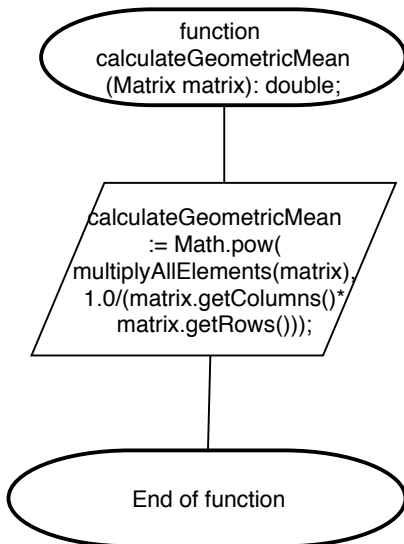 function
calculateGeometricMean
(Matrix matrix): double;
calculateGeometricMean
:= Math.pow(
multiplyAllElements(matrix),
1.0/(matrix.getColumns()*
matrix.getRows()));
End of function